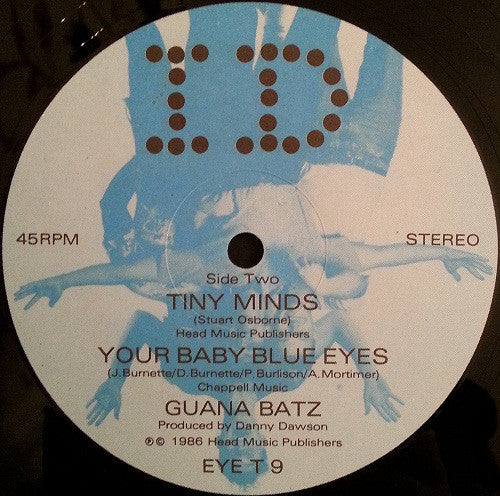 I D
45RPM
STEREO
Side Two
TINY MINDS
(Stuart Osborne)
Head Music Publishers
YOUR BABY BLUE EYES
(J.Burnette/D.Burnette/P.Burlison/A.Mortimer)
Chappell Music
GUANA BATZ
Produced by Danny Dawson
℗© 1986 Head Music Publishers
EYE T 9